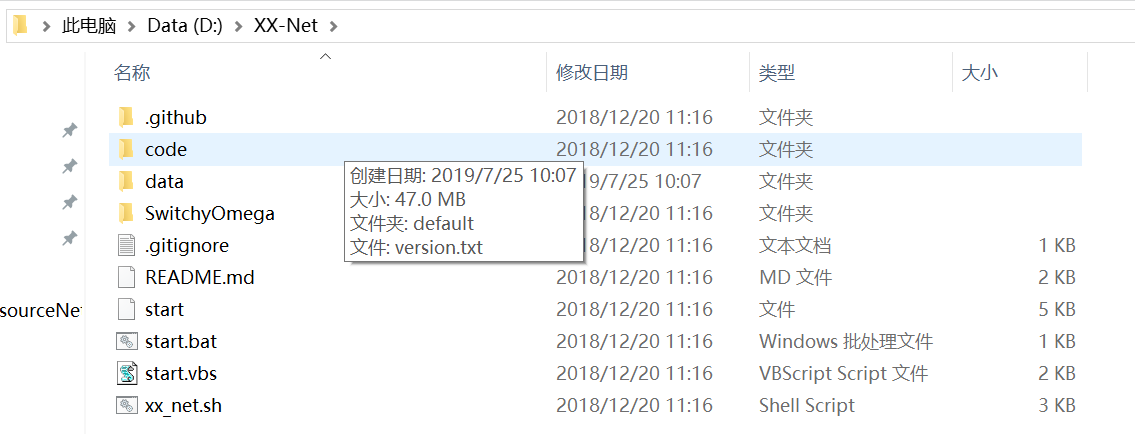 此电脑 > Data (D:) > XX-Net >
名称 修改日期 类型 大小
.github 2018/12/20 11:16 文件夹
code 2018/12/20 11:16 文件夹
data 9/7/25 10:07 文件夹
SwitchyOmega 8/12/20 11:16 文件夹
.gitignore 8/12/20 11:16 文本文档 1 KB
创建日期: 2019/7/25 10:07
大小: 47.0 MB
文件夹: default
文件: version.txt
README.md 2018/12/20 11:16 MD 文件 2 KB
sourceNe
start 2018/12/20 11:16 文件 5 KB
start.bat 2018/12/20 11:16 Windows 批处理文件 1 KB
start.vbs 2018/12/20 11:16 VBScript Script 文件 2 KB
xx_net.sh 2018/12/20 11:16 Shell Script 3 KB